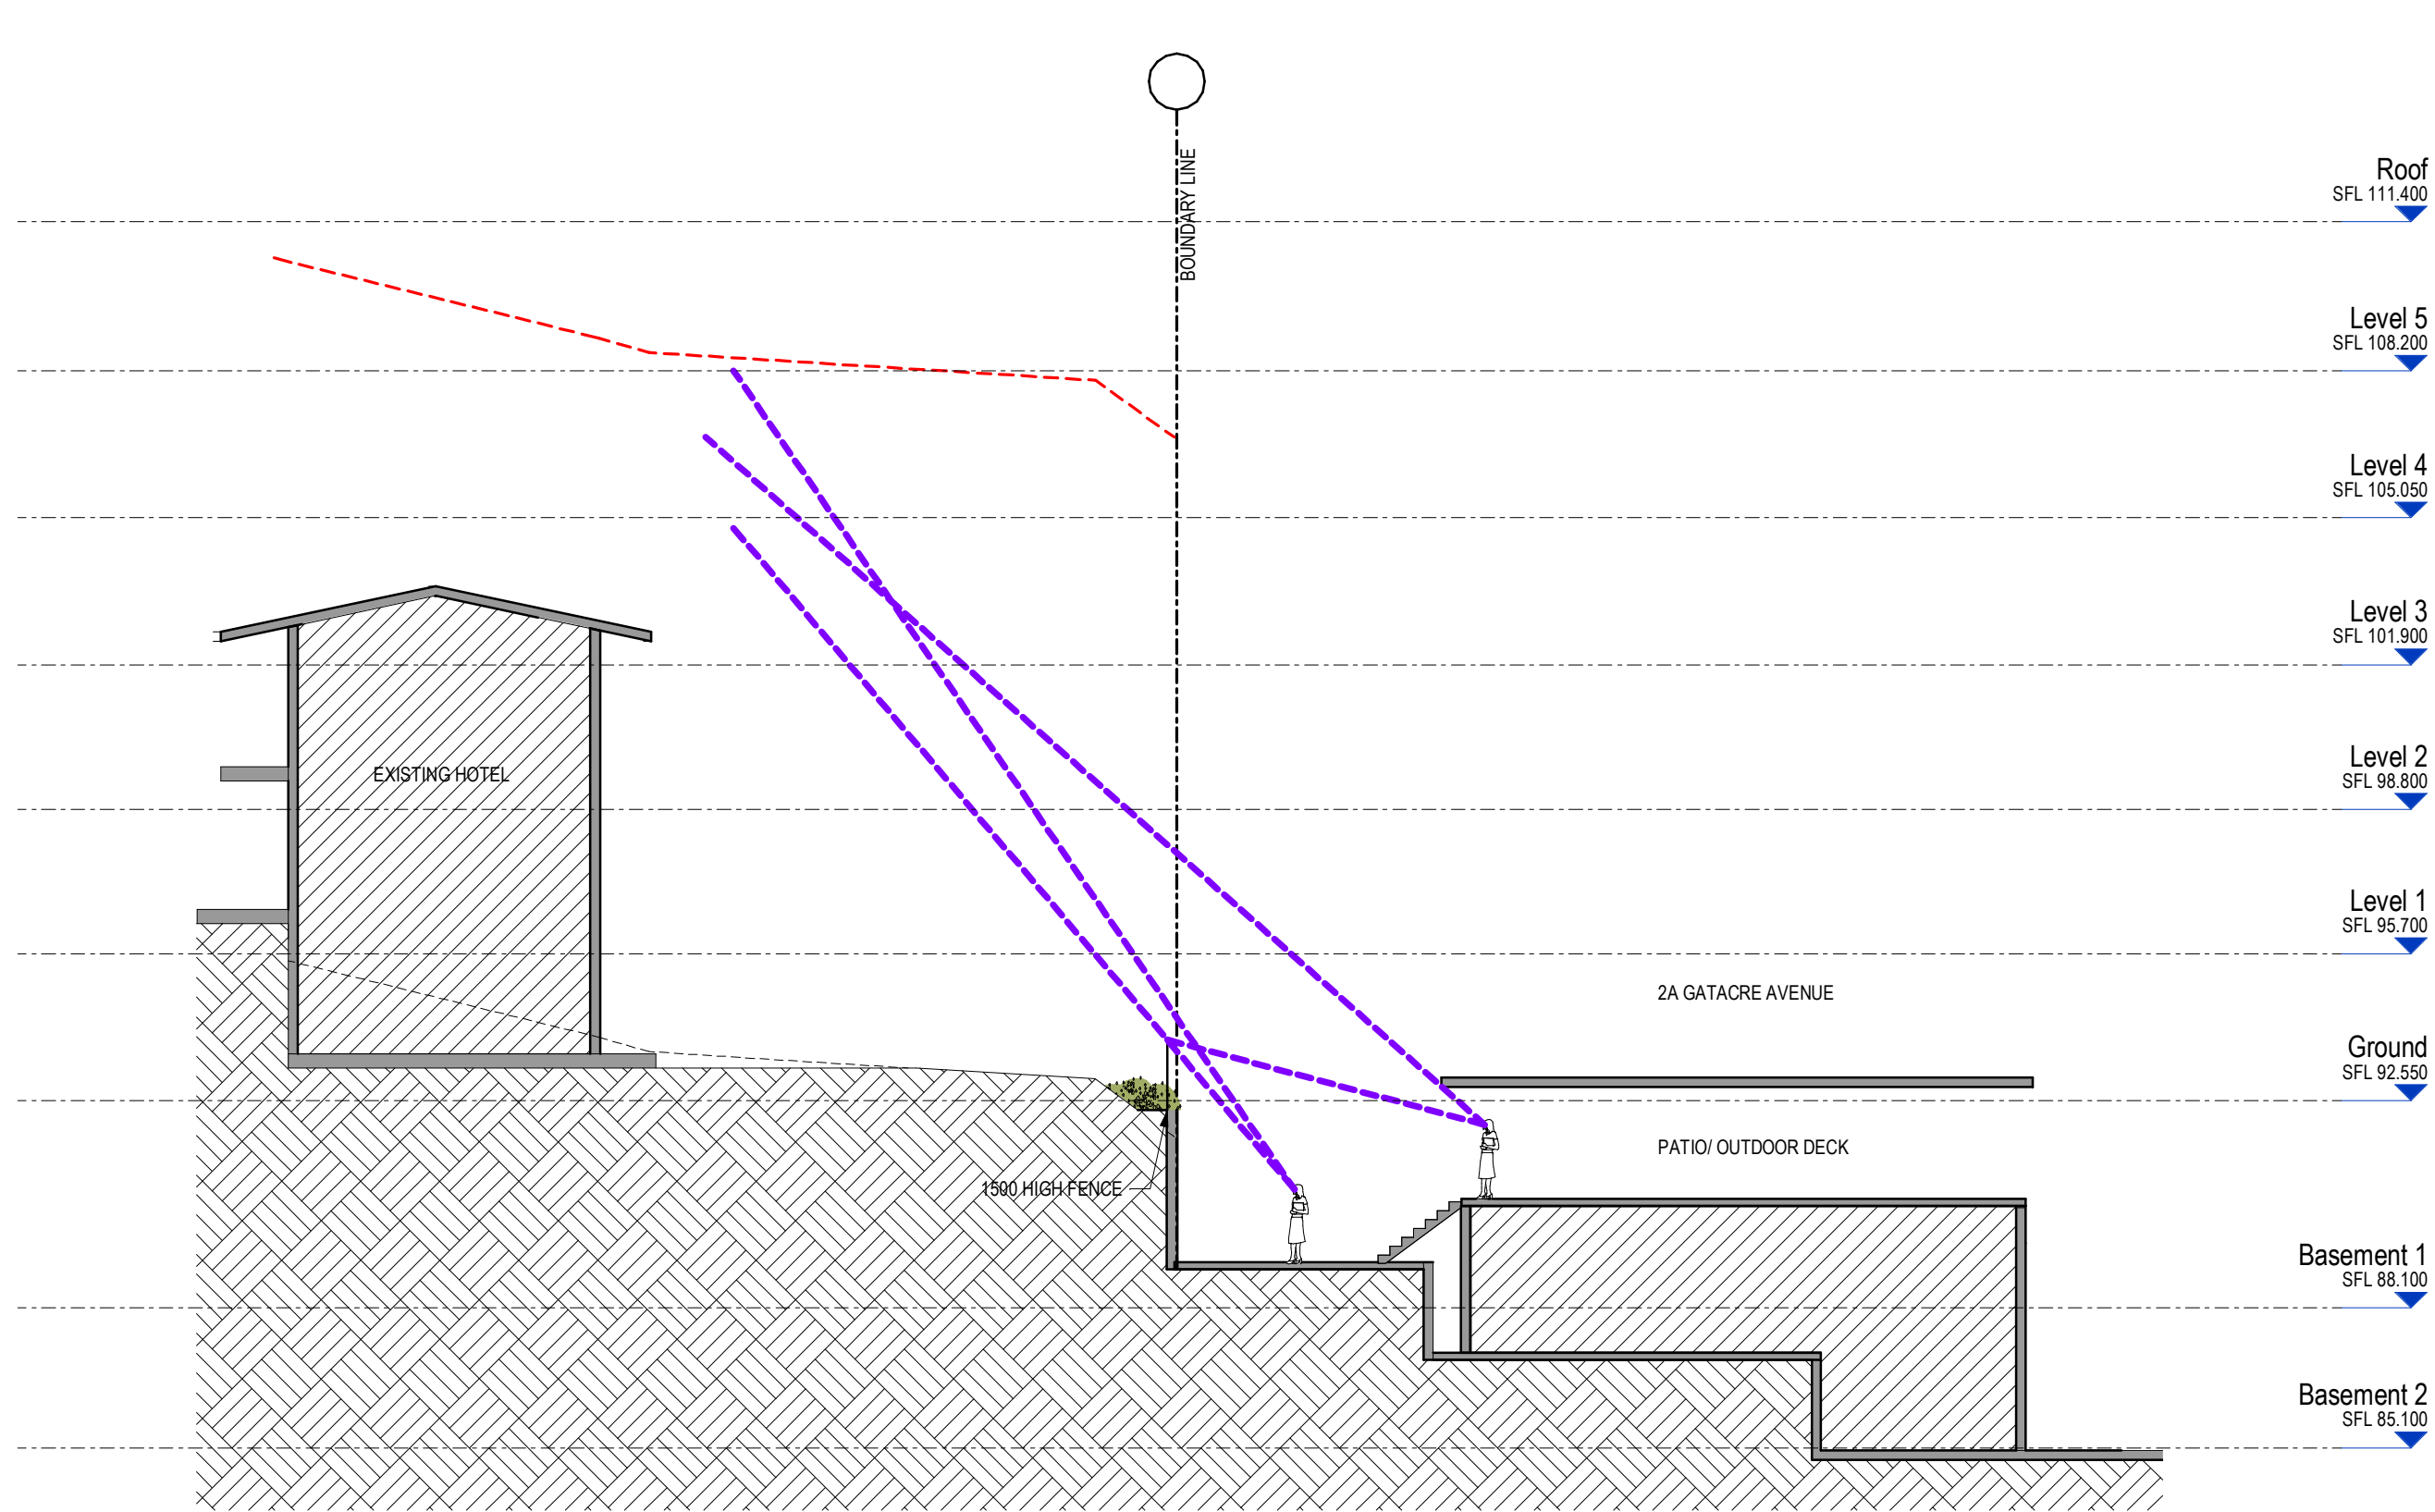 BOUNDARY LINE
Roof
SFL 111.400
Level 5
SFL 108.200
Level 4
SFL 105.050
Level 3
SFL 101.900
Level 2
SFL 98.800
EXISTING HOTEL
Level 1
SFL 95.700
2A GATACRE AVENUE
Ground
SFL 92.550
PATIO/ OUTDOOR DECK
1500 HIGH FENCE
Basement 1
SFL 88.100
Basement 2
SFL 85.100